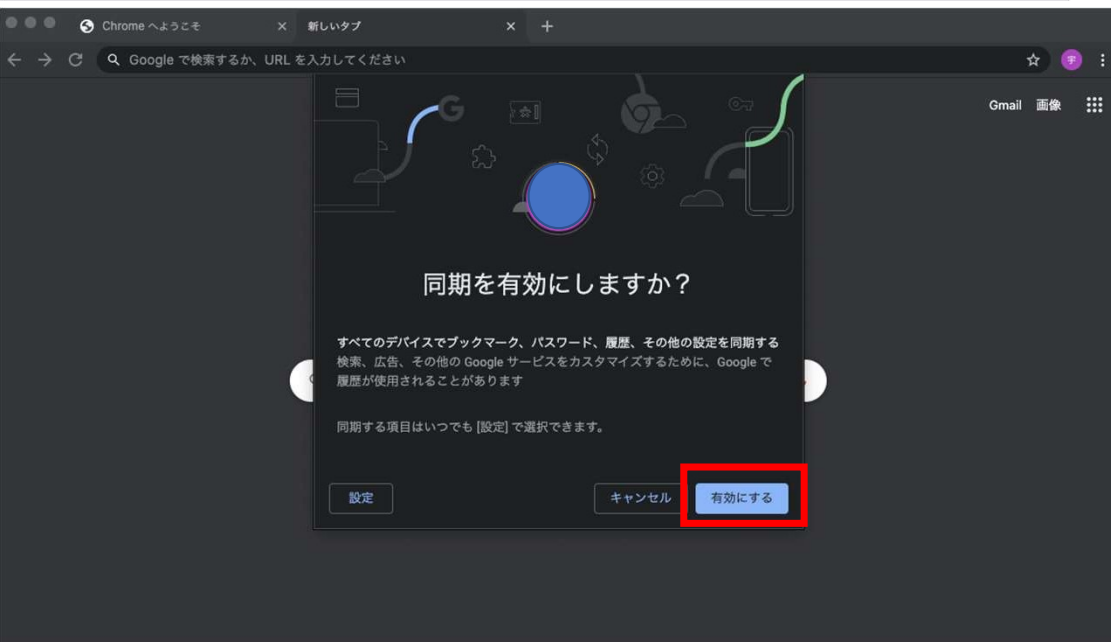 Chrome へようこそ
新しいタブ
Google で検索するか、URL を入力してください
宇
Gmail 画像
同期を有効にしますか？
すべてのデバイスでブックマーク、パスワード、履歴、その他の設定を同期する
検索、広告、その他の Google サービスをカスタマイズするために、Google で
履歴が使用されることがあります
同期する項目はいつでも [設定] で選択できます。
設定 キャンセル 有効にする